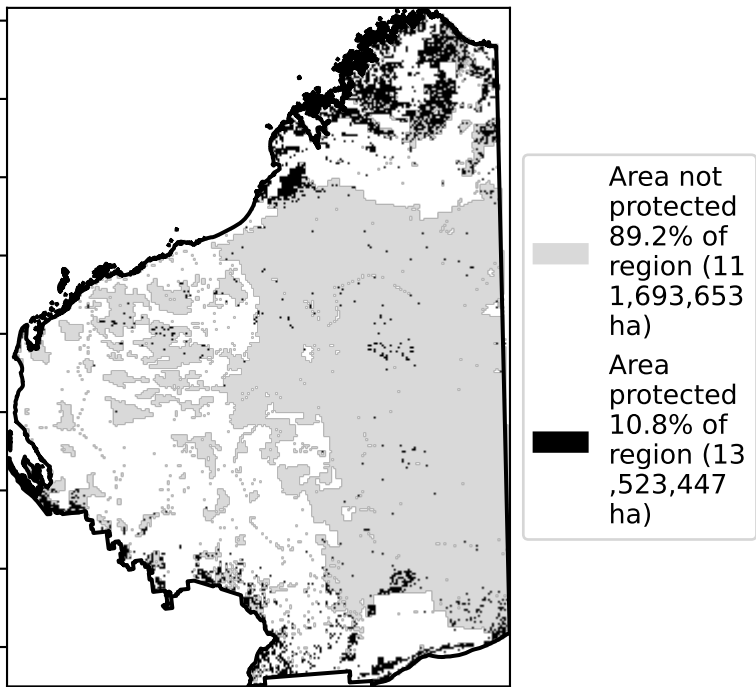 Area not
protected
89.2% of
region (11
1,693,653
ha)
Area
protected
10.8% of
region (13
,523,447
ha)